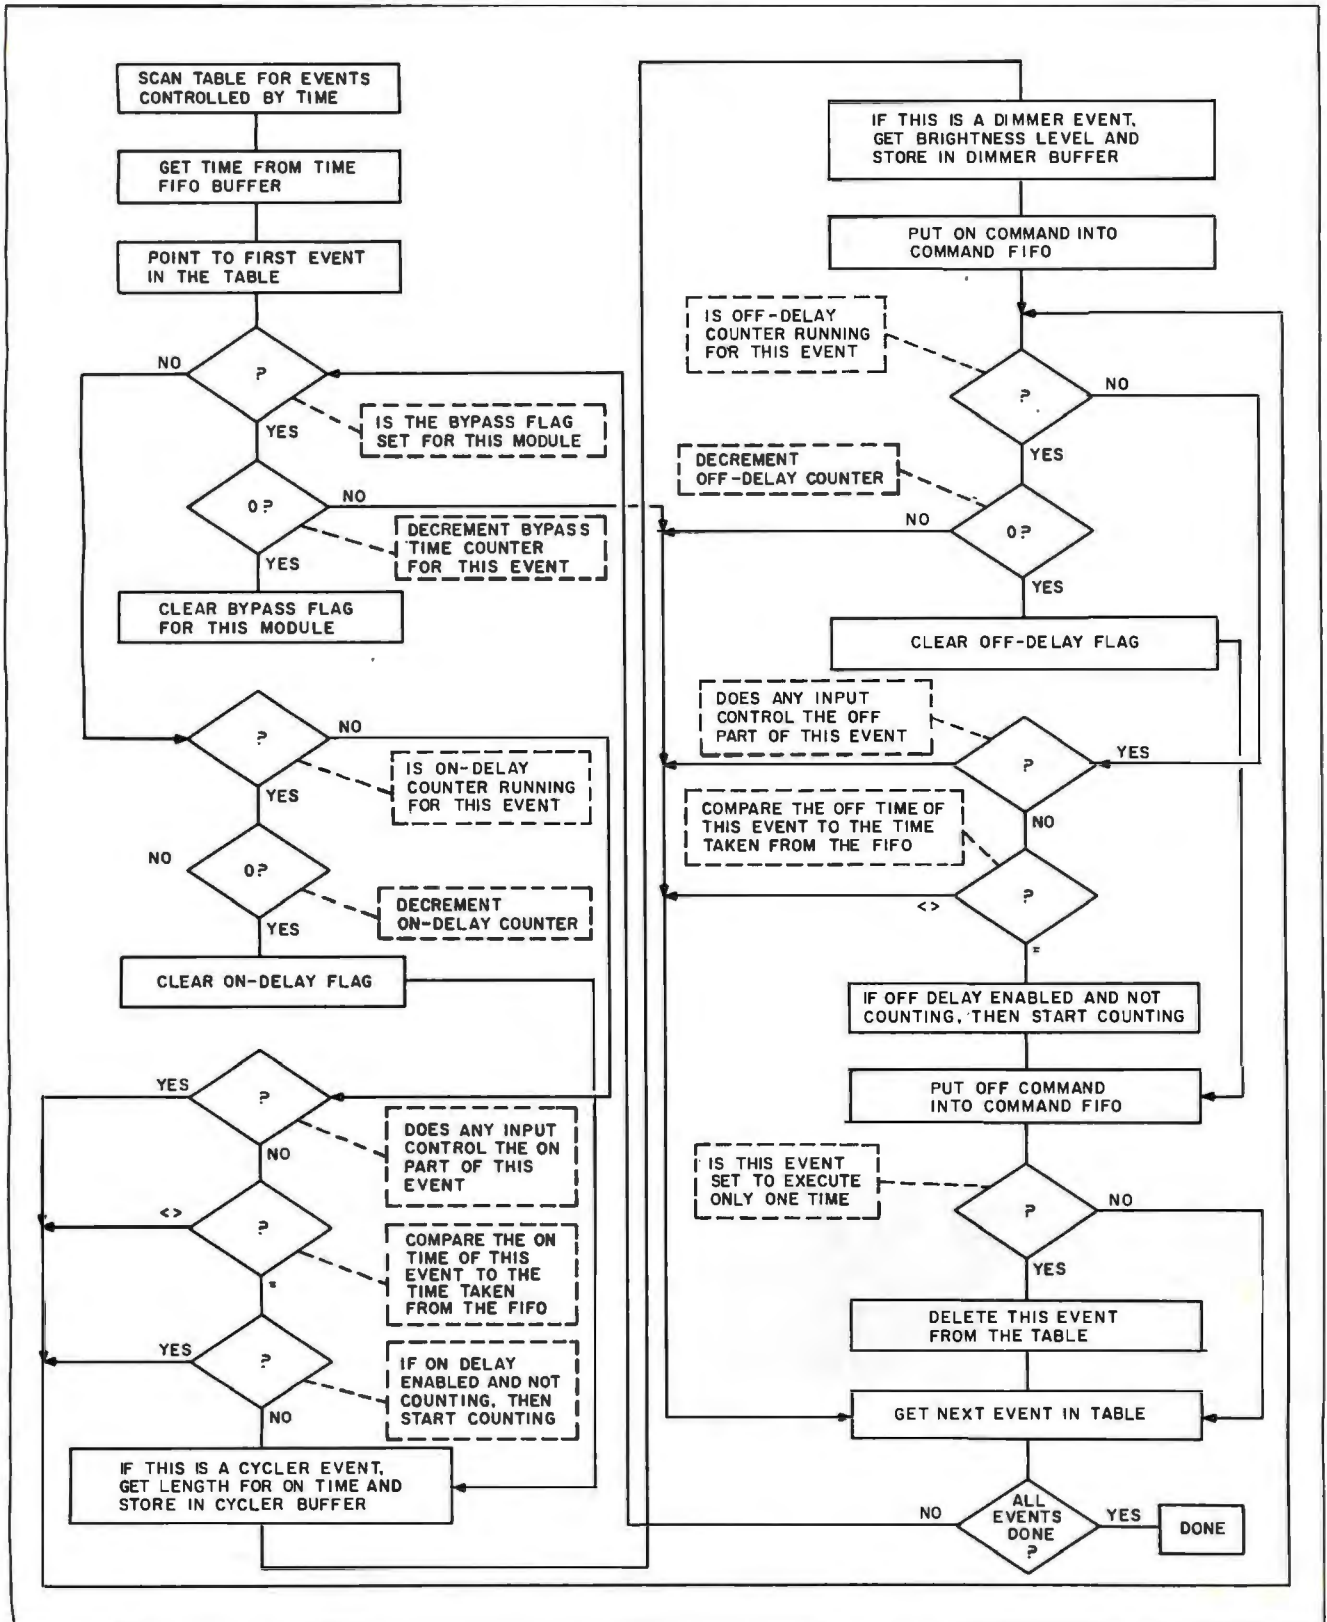 SCAN TABLE FOR EVENTS
CONTROLLED BY TIME
GET TIME FROM TIME
FIFO BUFFER
POINT TO FIRST EVENT
IN THE TABLE
NO
?
YES
IS THE BYPASS FLAG
SET FOR THIS MODULE
0?
NO
YES
DECREMENT BYPASS
TIME COUNTER
FOR THIS EVENT
CLEAR BYPASS FLAG
FOR THIS MODULE
?
NO
YES
IS ON-DELAY
COUNTER RUNNING
FOR THIS EVENT
NO
0?
YES
DECREMENT
ON-DELAY COUNTER
CLEAR ON-DELAY FLAG
YES
?
NO
DOES ANY INPUT
CONTROL THE ON
PART OF THIS
EVENT
<>
?
=
COMPARE THE ON
TIME OF THIS
EVENT TO THE
TIME TAKEN
FROM THE FIFO
YES
?
NO
IF ON DELAY
ENABLED AND NOT
COUNTING, THEN
START COUNTING
IF THIS IS A CYCLER EVENT,
GET LENGTH FOR ON TIME AND
STORE IN CYCLER BUFFER
IF THIS IS A DIMMER EVENT,
GET BRIGHTNESS LEVEL AND
STORE IN DIMMER BUFFER
PUT ON COMMAND INTO
COMMAND FIFO
IS OFF-DELAY
COUNTER RUNNING
FOR THIS EVENT
?
NO
YES
DECREMENT
OFF-DELAY COUNTER
NO
0?
YES
CLEAR OFF-DELAY FLAG
DOES ANY INPUT
CONTROL THE OFF
PART OF THIS EVENT
?
YES
NO
COMPARE THE OFF TIME OF
THIS EVENT TO THE TIME
TAKEN FROM THE FIFO
<>
?
=
IF OFF DELAY ENABLED AND NOT
COUNTING, THEN START COUNTING
PUT OFF COMMAND
INTO COMMAND FIFO
IS THIS EVENT
SET TO EXECUTE
ONLY ONE TIME
?
NO
YES
DELETE THIS EVENT
FROM THE TABLE
GET NEXT EVENT IN TABLE
NO
ALL
EVENTS
DONE
?
YES
DONE